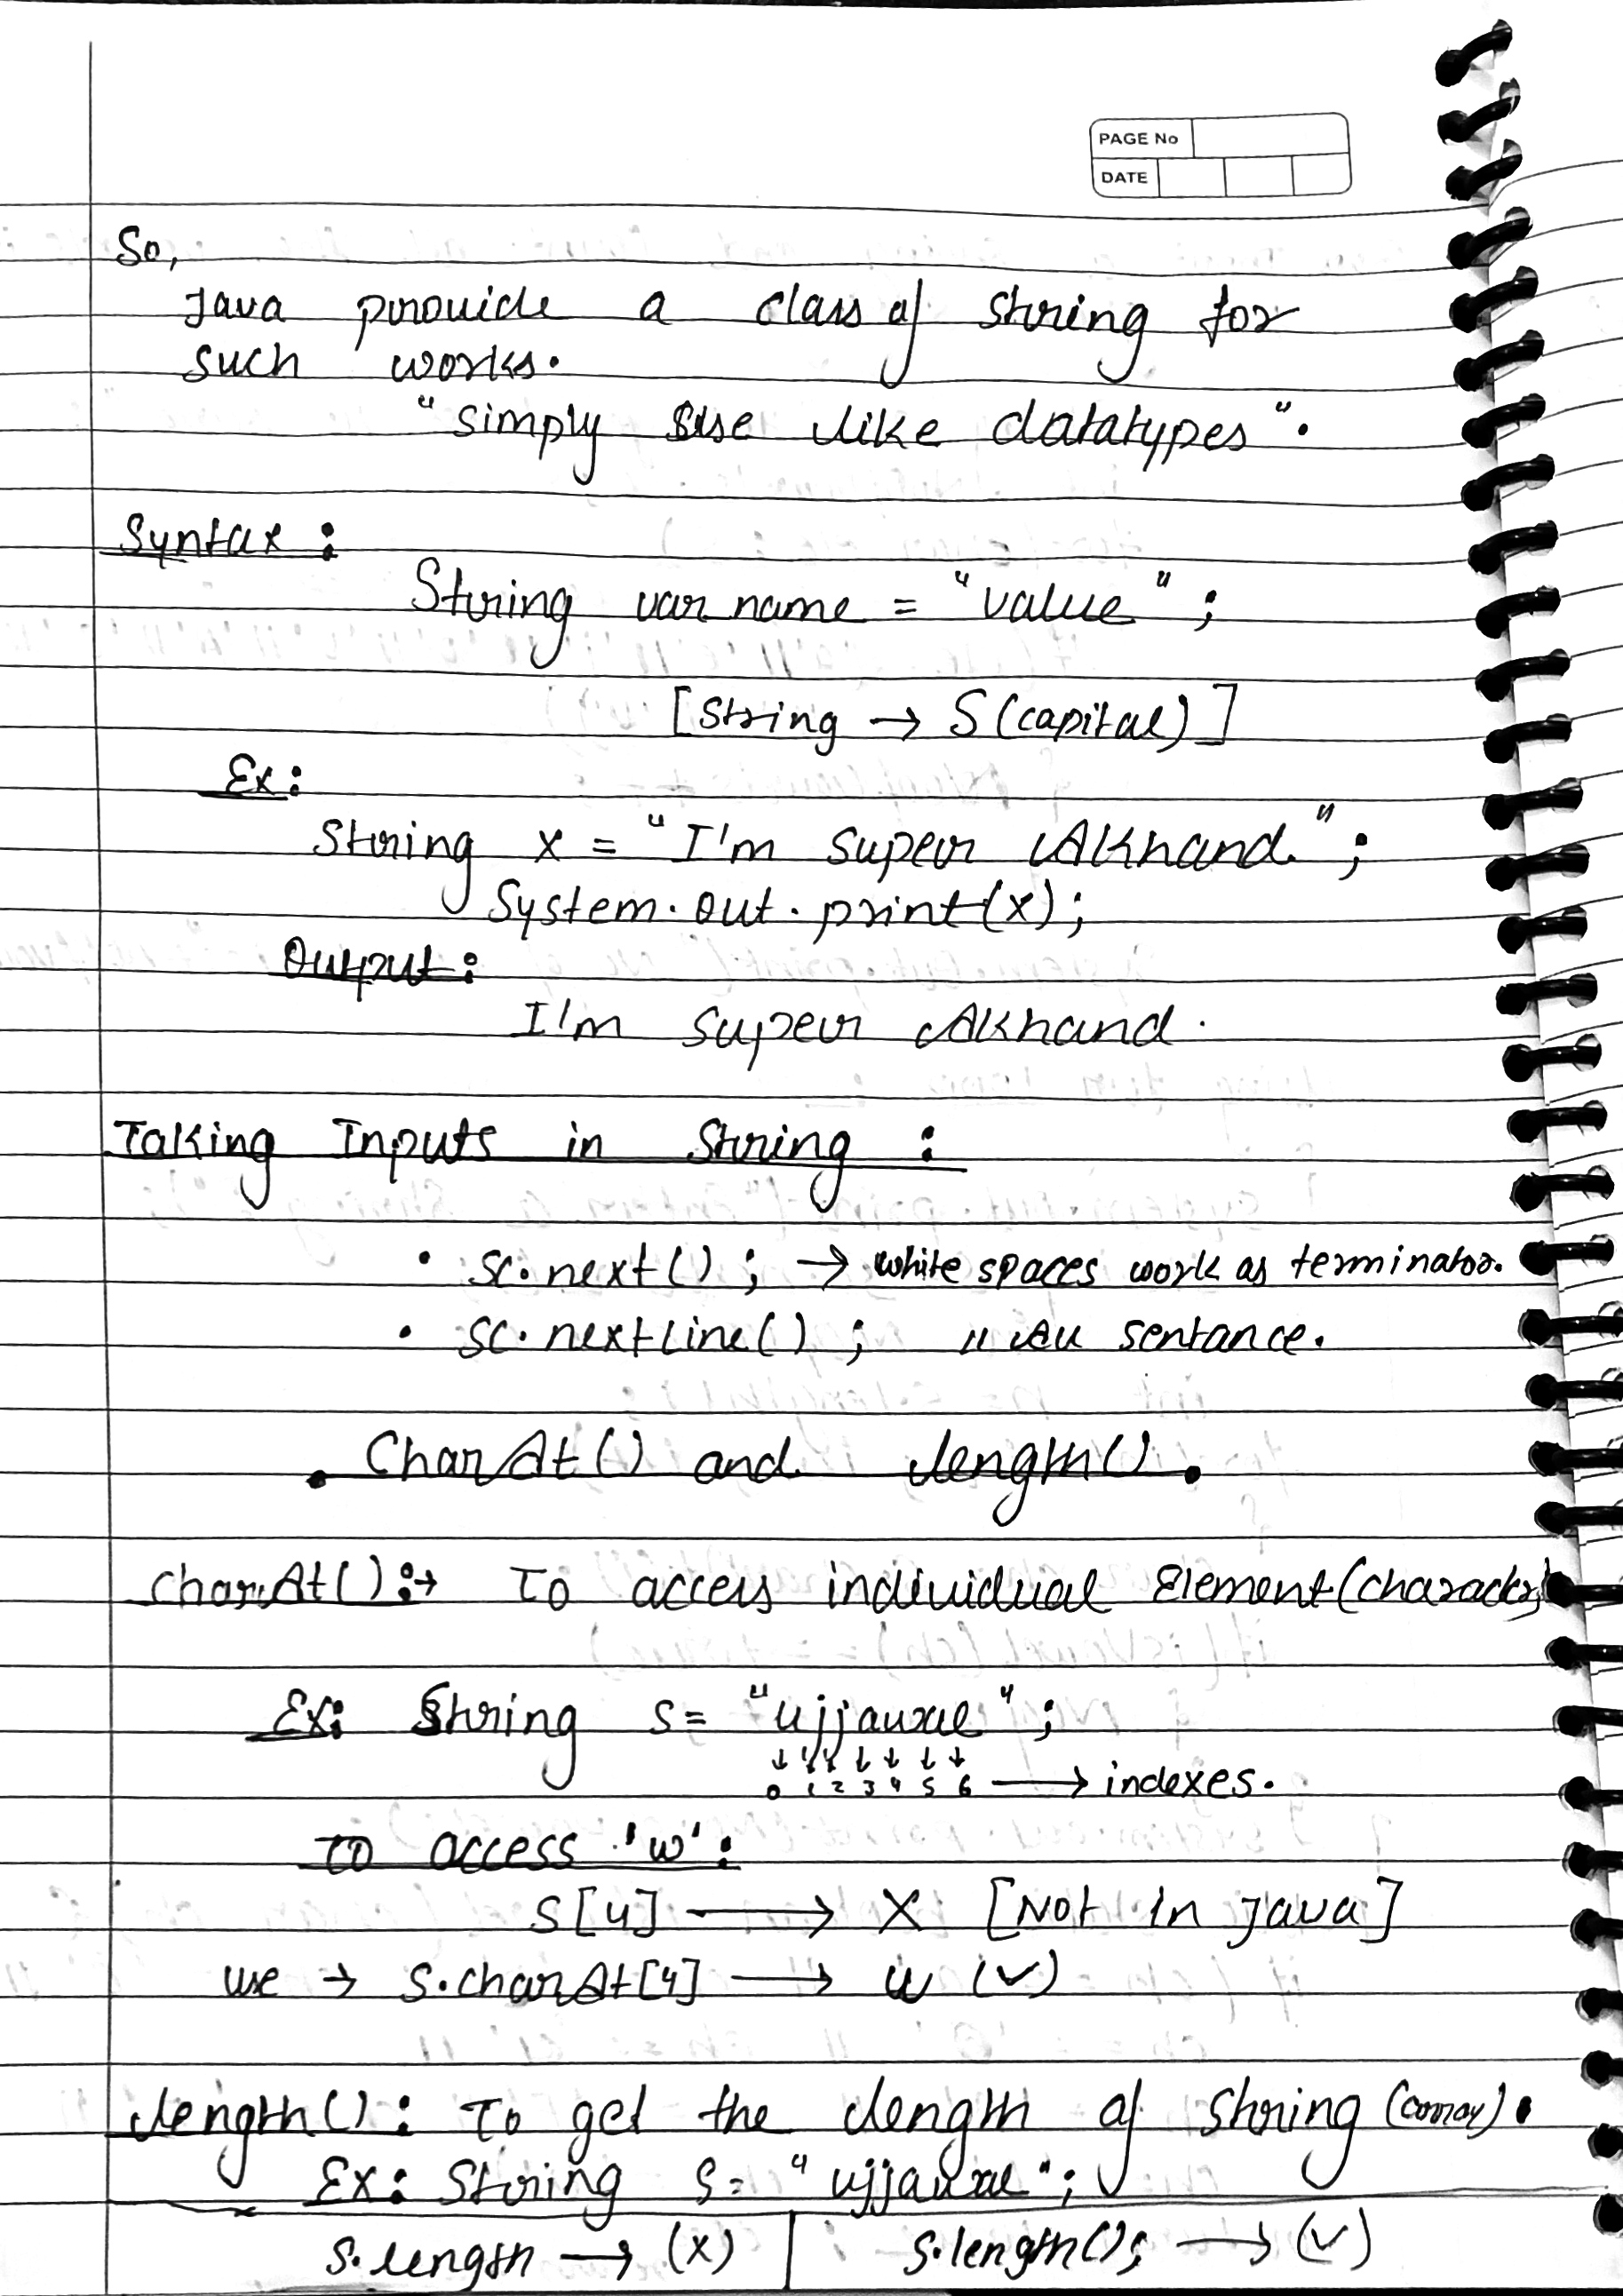 PAGE No
DATE
So,
Java provide a class of string for
such works.
"simply use like datatypes".
Syntax :
String var name = "value" ;
[String → S (capital) ]
Ex:
String x = "I'm super Akhand." ;
System.out.print(x);
Output:
I'm super Akhand.
Taking Inputs in String :
• sc.next() ; → white spaces work as terminator.
• sc.nextLine() ; " All sentance.
. CharAt() and length() .
charAt() :→ To access individual Element (character)
Ex: String s = "ujjawal" ;
0 1 2 3 4 5 6 → indexes.
To access 'w' :
S[4] → X [Not in java]
use → s.charAt[4] → w (✓)
length() : To get the length of string (array).
Ex: String S = "ujjawal" ;
s.length → (x) | s.length(); → (✓)